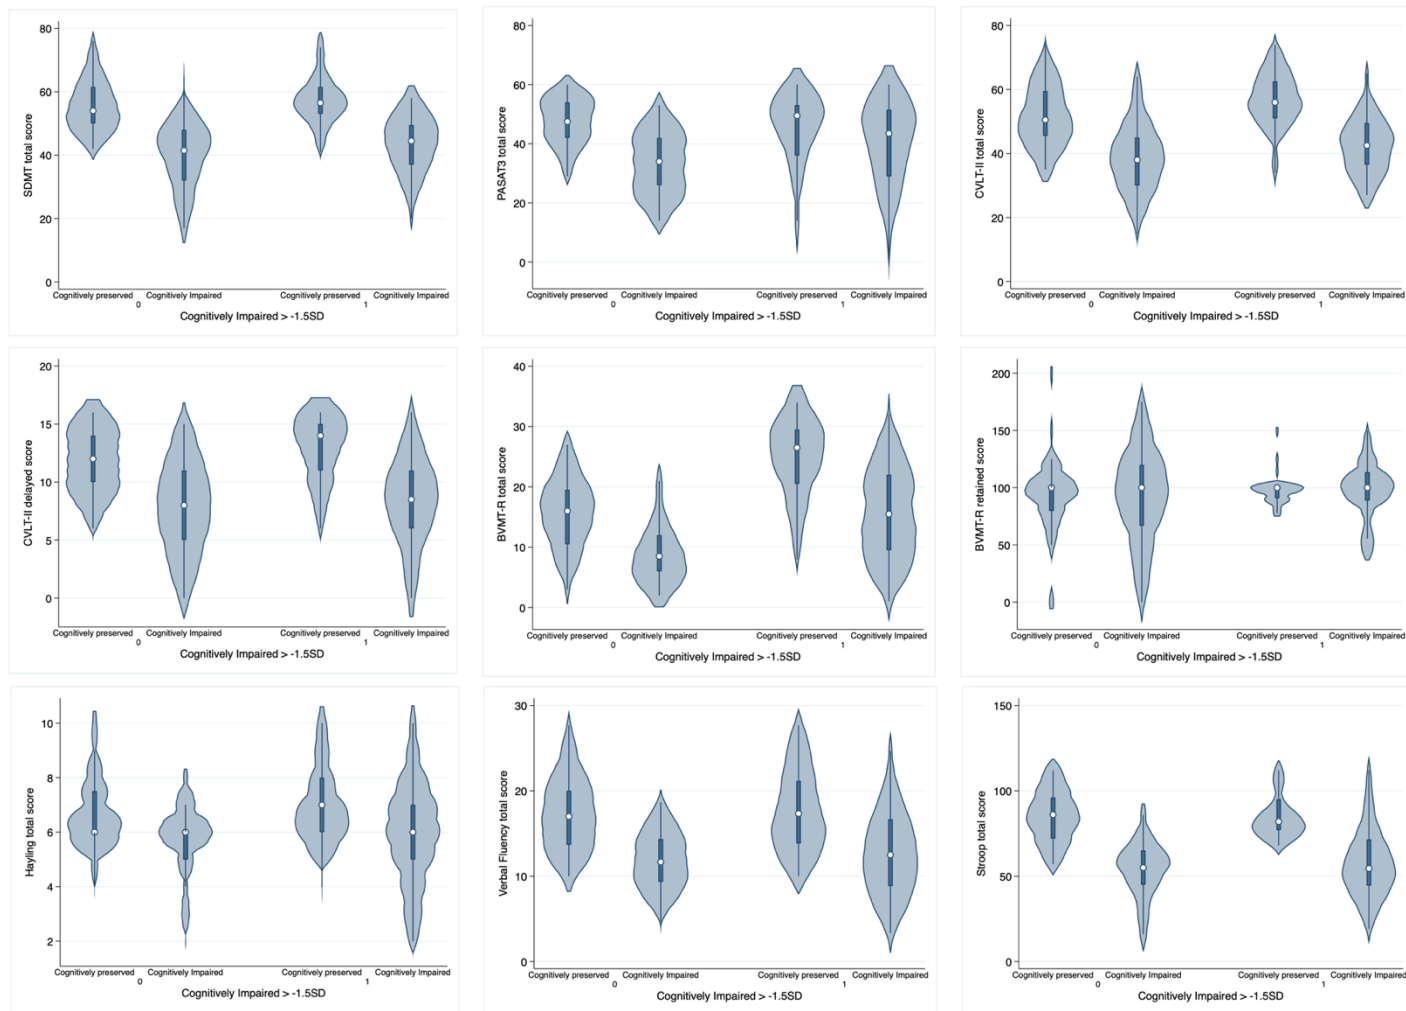 SDMT total score
80
60
40
20
0
Cognitively preserved Cognitively Impaired Cognitively preserved Cognitively Impaired
0 1
Cognitively Impaired > -1.5SD
PASAT3 total score
80
60
40
20
0
Cognitively preserved Cognitively Impaired Cognitively preserved Cognitively Impaired
0 1
Cognitively Impaired > -1.5SD
CVLT-II total score
80
60
40
20
0
Cognitively preserved Cognitively Impaired Cognitively preserved Cognitively Impaired
0 1
Cognitively Impaired > -1.5SD
CVLT-II delayed score
20
15
10
5
0
Cognitively preserved Cognitively Impaired Cognitively preserved Cognitively Impaired
0 1
Cognitively Impaired > -1.5SD
BVMT-R total score
40
30
20
10
0
Cognitively preserved Cognitively Impaired Cognitively preserved Cognitively Impaired
0 1
Cognitively Impaired > -1.5SD
BVMT-R retained score
200
150
100
50
0
Cognitively preserved Cognitively Impaired Cognitively preserved Cognitively Impaired
0 1
Cognitively Impaired > -1.5SD
Hayling total score
10
8
6
4
2
Cognitively preserved Cognitively Impaired Cognitively preserved Cognitively Impaired
0 1
Cognitively Impaired > -1.5SD
Verbal Fluency total score
30
20
10
0
Cognitively preserved Cognitively Impaired Cognitively preserved Cognitively Impaired
0 1
Cognitively Impaired > -1.5SD
Stroop total score
150
100
50
0
Cognitively preserved Cognitively Impaired Cognitively preserved Cognitively Impaired
0 1
Cognitively Impaired > -1.5SD